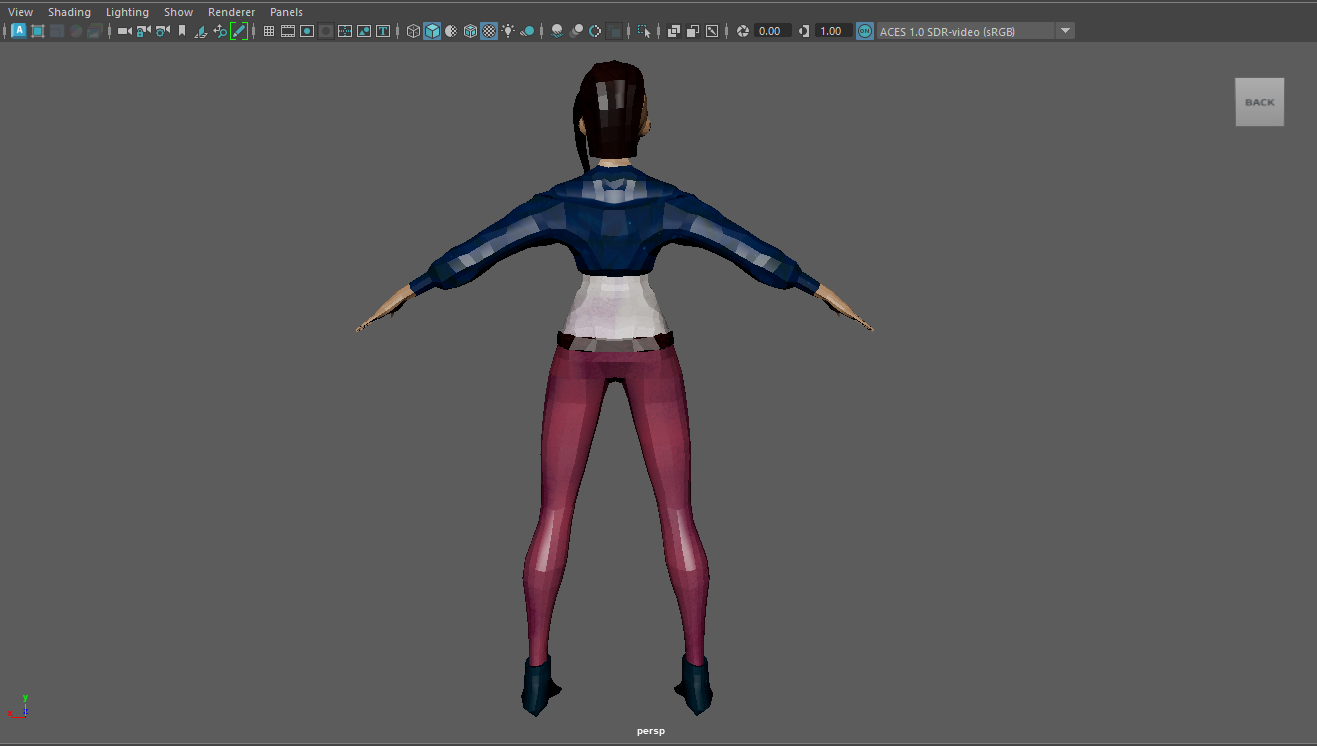 View Shading Lighting Show Renderer Panels
A T 0.00 1.00 ON ACES 1.0 SDR-video (sRGB)
BACK
y
x
z
persp